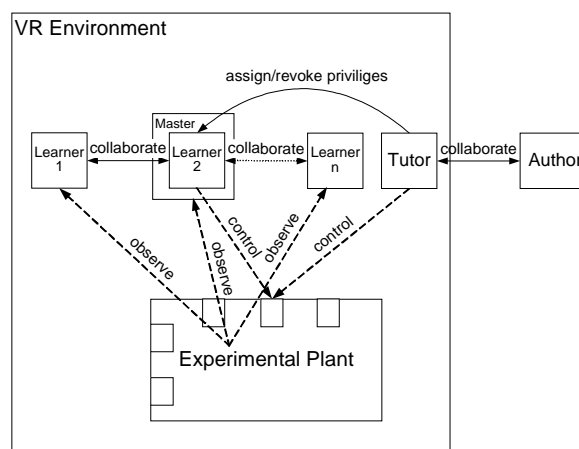 VR Environment
assign/revoke priviliges
Master
Learner
1
collaborate
Learner
2
collaborate
Learner
n
Tutor
collaborate
Author
observe
observe
control
observe
control
Experimental Plant